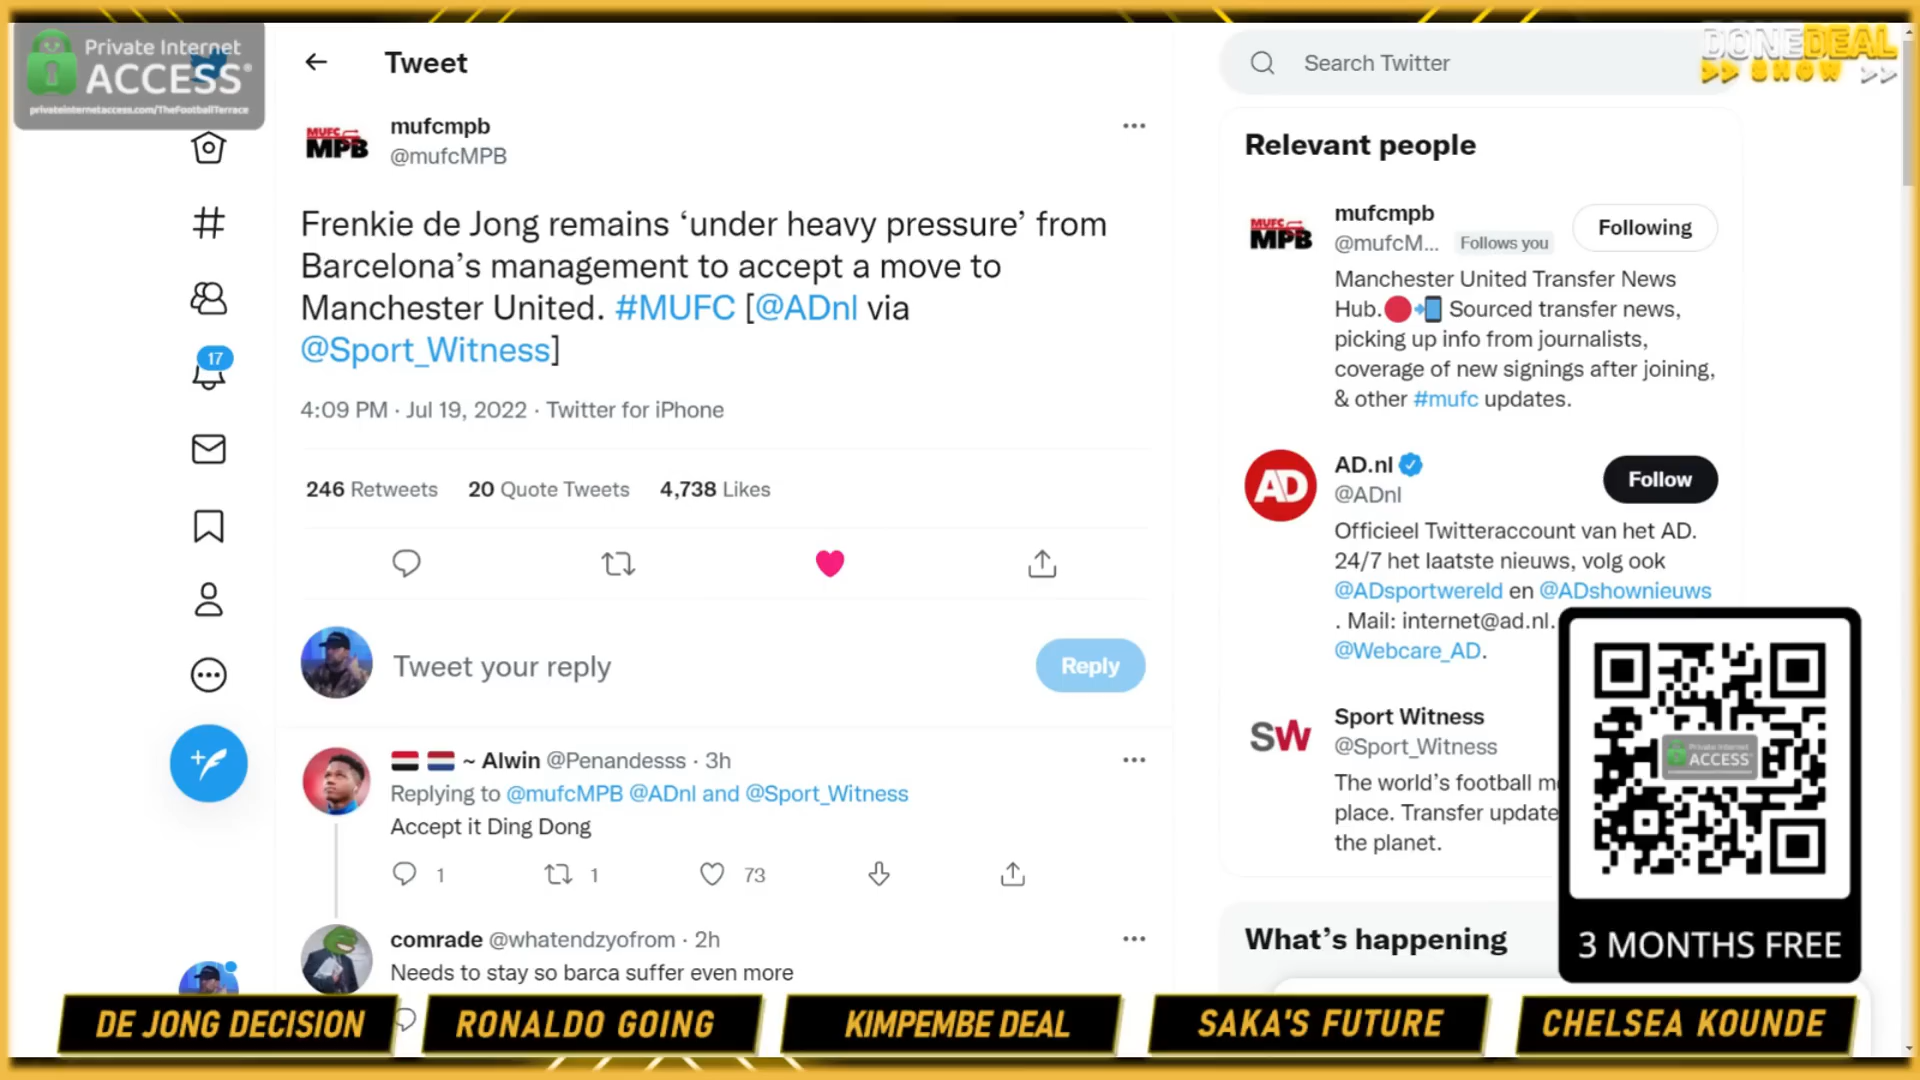 Private Internet
ACCESS®
privateinternetaccess.com/TheFootballTerrace
Tweet
Search Twitter
DONEDEAL
SHOW
MUFC
MPB
mufcmpb
@mufcMPB
Frenkie de Jong remains ‘under heavy pressure’ from
Barcelona’s management to accept a move to
Manchester United. #MUFC [@ADnl via
@Sport_Witness]
4:09 PM · Jul 19, 2022 · Twitter for iPhone
246 Retweets 20 Quote Tweets 4,738 Likes
17
Tweet your reply
Reply
~ Alwin @Penandesss · 3h
Replying to @mufcMPB @ADnl and @Sport_Witness
Accept it Ding Dong
1 1 73
comrade @whatendzyofrom · 2h
Needs to stay so barca suffer even more
Relevant people
MUFC
MPB
mufcmpb
@mufcM... Follows you
Following
Manchester United Transfer News
Hub. Sourced transfer news,
picking up info from journalists,
coverage of new signings after joining,
& other #mufc updates.
AD
AD.nl
@ADnl
Follow
Officieel Twitteraccount van het AD.
24/7 het laatste nieuws, volg ook
@ADsportwereld en @ADshownieuws
. Mail: internet@ad.nl.
@Webcare_AD.
SW
Sport Witness
@Sport_Witness
The world’s football m
place. Transfer update
the planet.
What’s happening
Private Internet
ACCESS
3 MONTHS FREE
DE JONG DECISION
RONALDO GOING
KIMPEMBE DEAL
SAKA'S FUTURE
CHELSEA KOUNDE